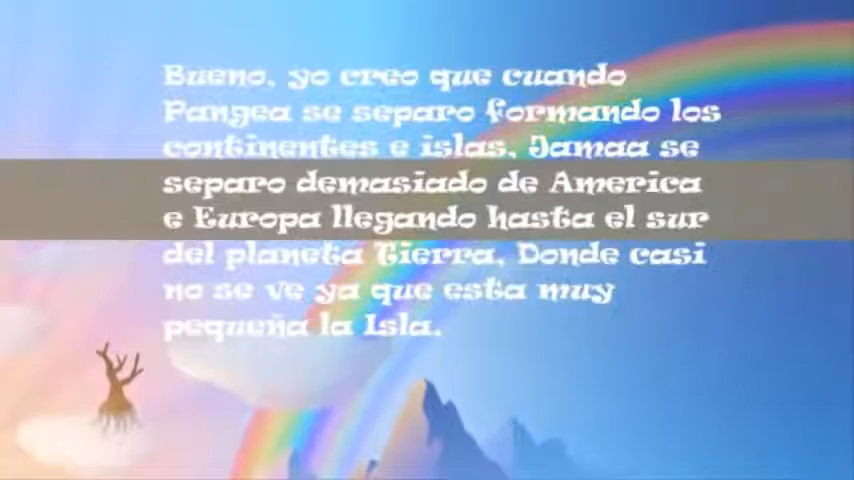 Bueno, yo creo que cuando
Pangea se separo formando los
continentes e islas, Jamaa se
separo demasiado de America
e Europa llegando hasta el sur
del planeta Tierra, Donde casi
no se ve ya que esta muy
pequeña la Isla.